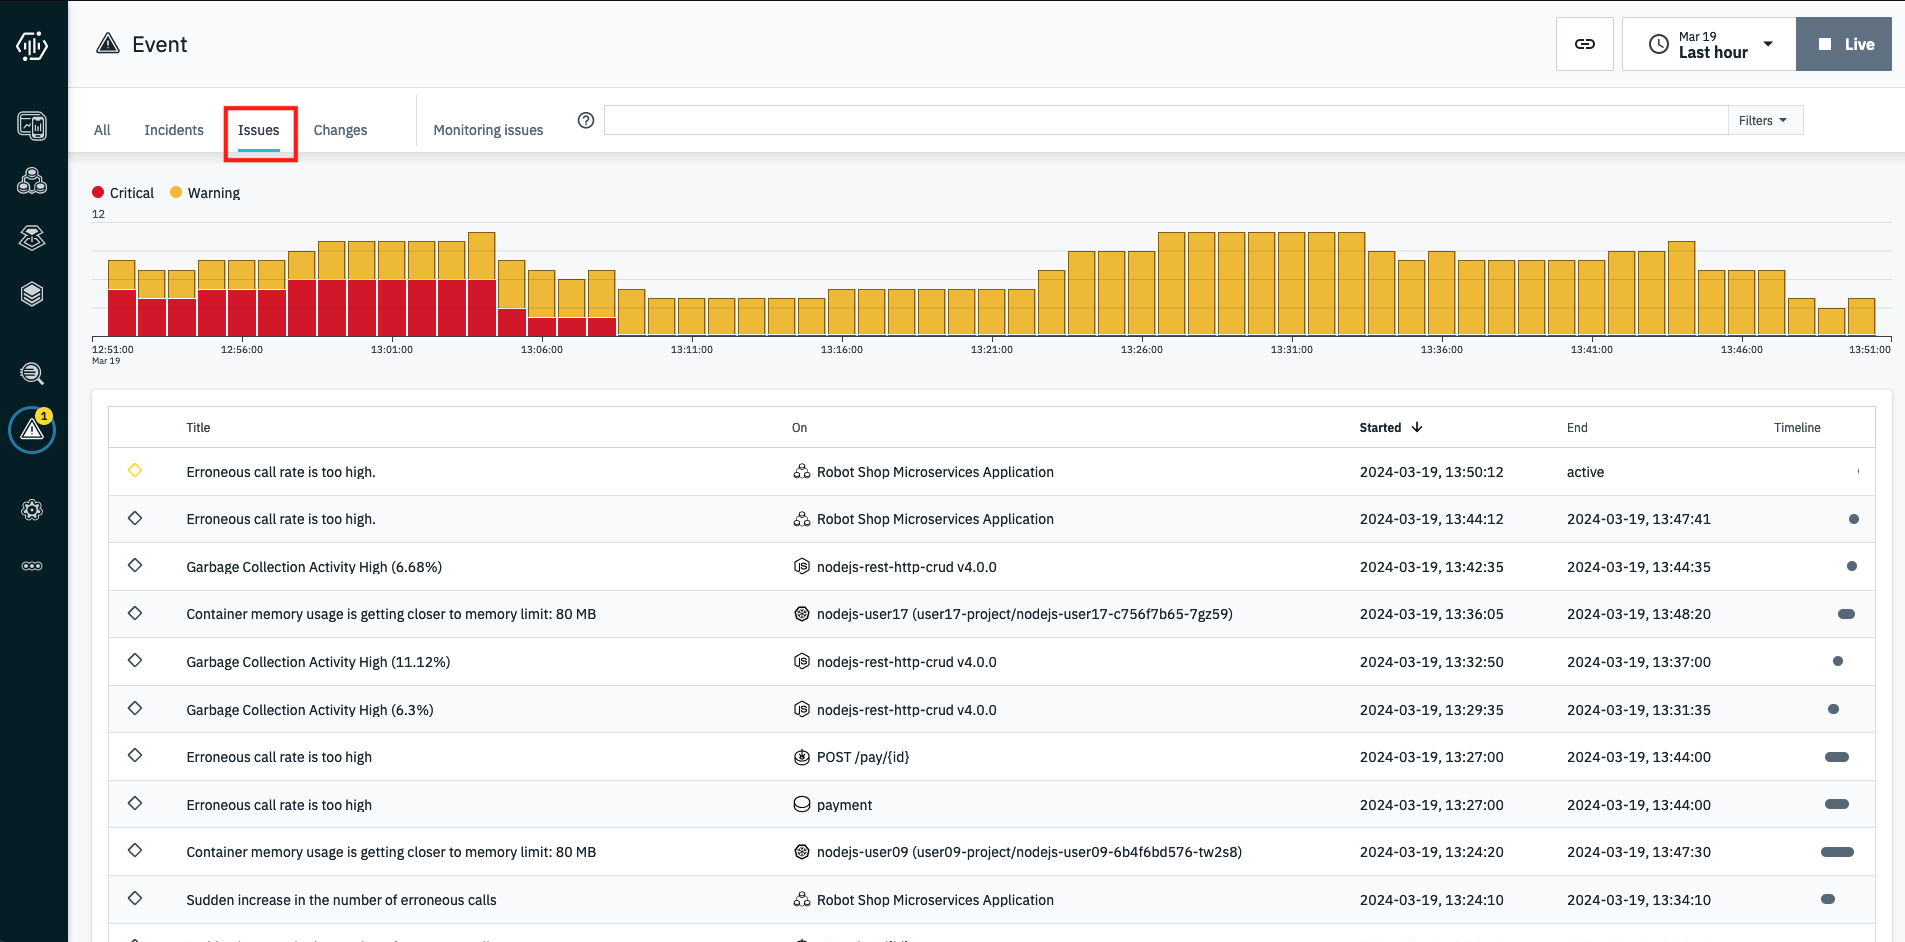 Event
Mar 19
Last hour
Live
All Incidents Issues Changes Monitoring issues Filters
Critical Warning
12
12:51:00 12:56:00 13:01:00 13:06:00 13:11:00 13:16:00 13:21:00 13:26:00 13:31:00 13:36:00 13:41:00 13:46:00 13:51:00
Mar 19
1
Title On Started End Timeline
Erroneous call rate is too high. Robot Shop Microservices Application 2024-03-19, 13:50:12 active
Erroneous call rate is too high. Robot Shop Microservices Application 2024-03-19, 13:44:12 2024-03-19, 13:47:41
Garbage Collection Activity High (6.68%) nodejs-rest-http-crud v4.0.0 2024-03-19, 13:42:35 2024-03-19, 13:44:35
Container memory usage is getting closer to memory limit: 80 MB nodejs-user17 (user17-project/nodejs-user17-c756f7b65-7gz59) 2024-03-19, 13:36:05 2024-03-19, 13:48:20
Garbage Collection Activity High (11.12%) nodejs-rest-http-crud v4.0.0 2024-03-19, 13:32:50 2024-03-19, 13:37:00
Garbage Collection Activity High (6.3%) nodejs-rest-http-crud v4.0.0 2024-03-19, 13:29:35 2024-03-19, 13:31:35
Erroneous call rate is too high POST /pay/{id} 2024-03-19, 13:27:00 2024-03-19, 13:44:00
Erroneous call rate is too high payment 2024-03-19, 13:27:00 2024-03-19, 13:44:00
Container memory usage is getting closer to memory limit: 80 MB nodejs-user09 (user09-project/nodejs-user09-6b4f6bd576-tw2s8) 2024-03-19, 13:24:20 2024-03-19, 13:47:30
Sudden increase in the number of erroneous calls Robot Shop Microservices Application 2024-03-19, 13:24:10 2024-03-19, 13:34:10